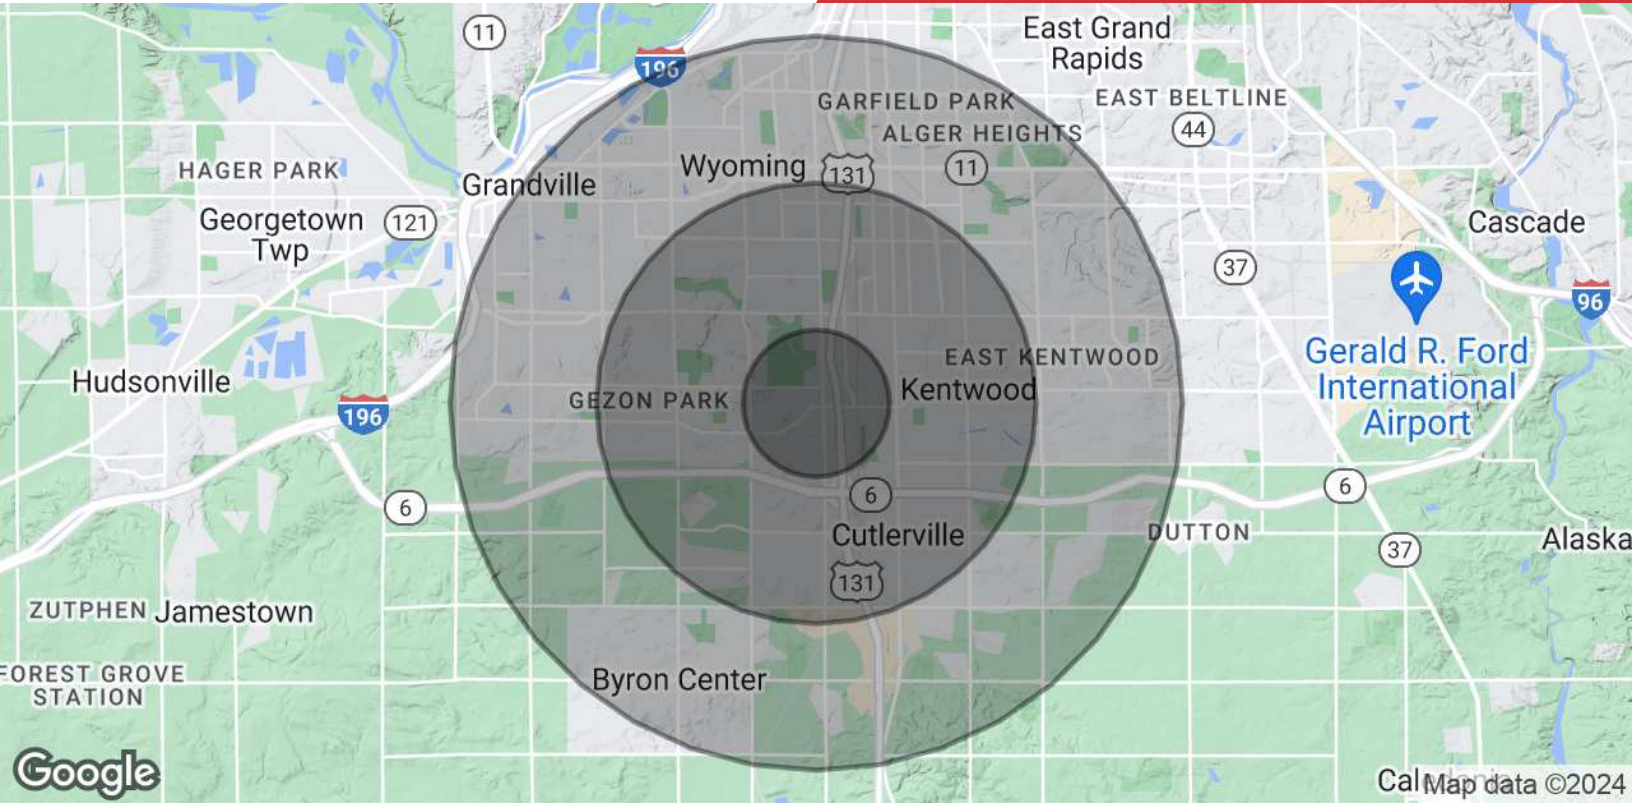 11
196
East Grand
Rapids
GARFIELD PARK
EAST BELTLINE
ALGER HEIGHTS
44
HAGER PARK
Wyoming
131
11
Grandville
Georgetown
Twp
121
Cascade
37
96
Gerald R. Ford
International
Airport
EAST KENTWOOD
Hudsonville
GEZON PARK
Kentwood
196
6
6
6
Cutlerville
DUTTON
37
Alaska
131
ZUTPHEN
Jamestown
FOREST GROVE
STATION
Byron Center
Google
Map data ©2024